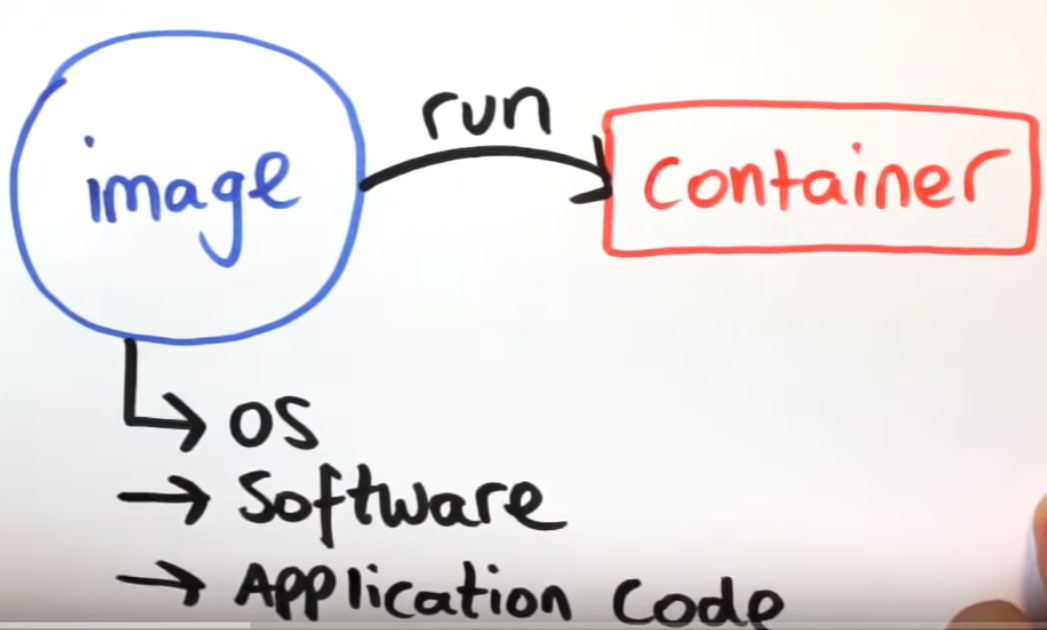 image
run
container
OS
Software
Application Code